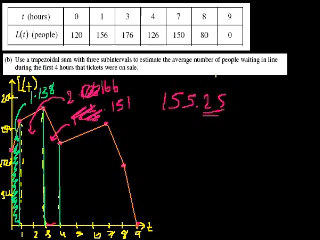 t (hours) 0 1 3 4 7 8 9
L(t) (people) 120 156 176 126 150 80 0
(b) Use a trapezoidal sum with three subintervals to estimate the average number of people waiting in line
during the first 4 hours that tickets were on sale.
L(t)
1. 138
2. 166
151
155.25
1 2 3 4 5 6 7 8 9 t